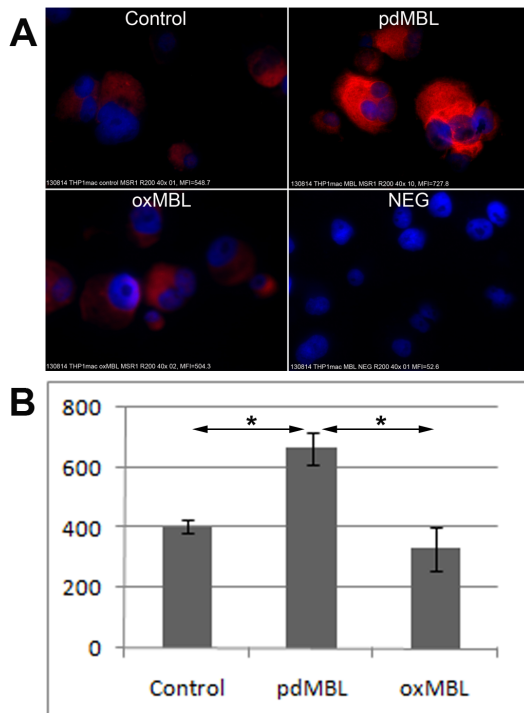 A
Control
pdMBL
130814 THP1mac control MSR1 R200 40x 01, MFI=548.7
130814 THP1mac MBL MSR1 R200 40x 10, MFI=727.8
oxMBL
NEG
130814 THP1mac oxMBL MSR1 R200 40x 02, MFI=504.3
130814 THP1mac MBL NEG R200 40x 01 MFI=52.6
B
800
* *
600
400
200
0
Control pdMBL oxMBL